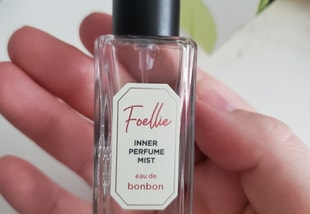 Foellie
INNER
PERFUME
MIST
eau de
bonbon